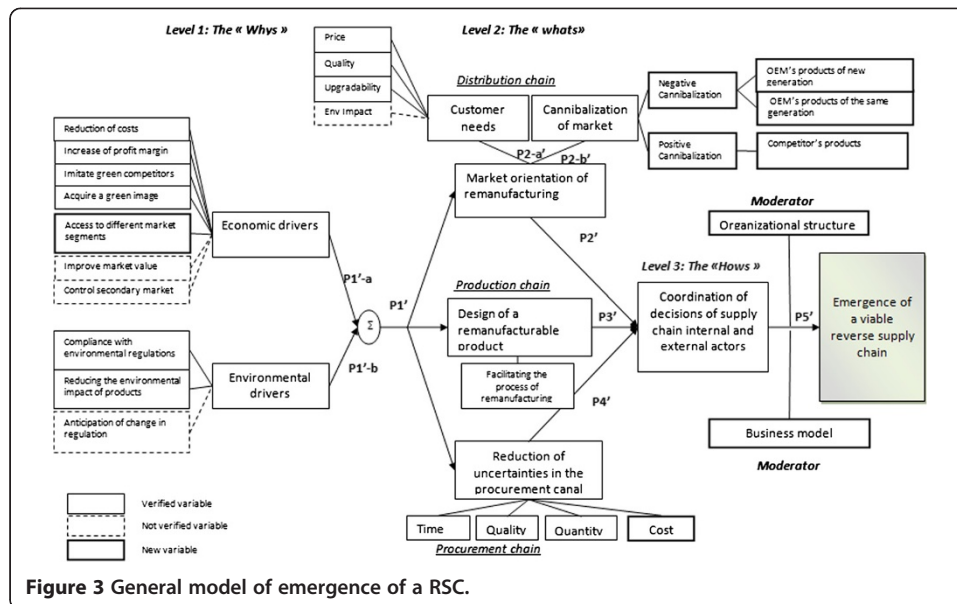 Level 1: The « Whys »
Level 2: The « whats»
Price
Quality
Upgradability
Env Impact
Distribution chain
Customer
needs
Cannibalization
of market
Negative
Cannibalization
OEM's products of new
generation
OEM's products of the same
generation
Positive
Cannibalization
Competitor's products
P2-a'
P2-b'
Market orientation of
remanufacturing
Reduction of costs
Increase of profit margin
Imitate green competitors
Acquire a green image
Access to different market
segments
Improve market value
Control secondary market
Economic drivers
P1'-a
Σ
P1'
P1'-b
Compliance with
environmental regulations
Reducing the environmental
impact of products
Anticipation of change in
regulation
Environmental
drivers
Production chain
Design of a
remanufacturable
product
Facilitating the
process of
remanufacturing
P2'
P3'
P4'
Level 3: The «Hows »
Coordination of
decisions of supply
chain internal and
external actors
Moderator
Organizational structure
P5'
Emergence of
a viable
reverse supply
chain
Business model
Moderator
Reduction of
uncertainties in the
procurement canal
Time
Quality
Quantity
Cost
Procurement chain
Verified variable
Not verified variable
New variable
Figure 3 General model of emergence of a RSC.